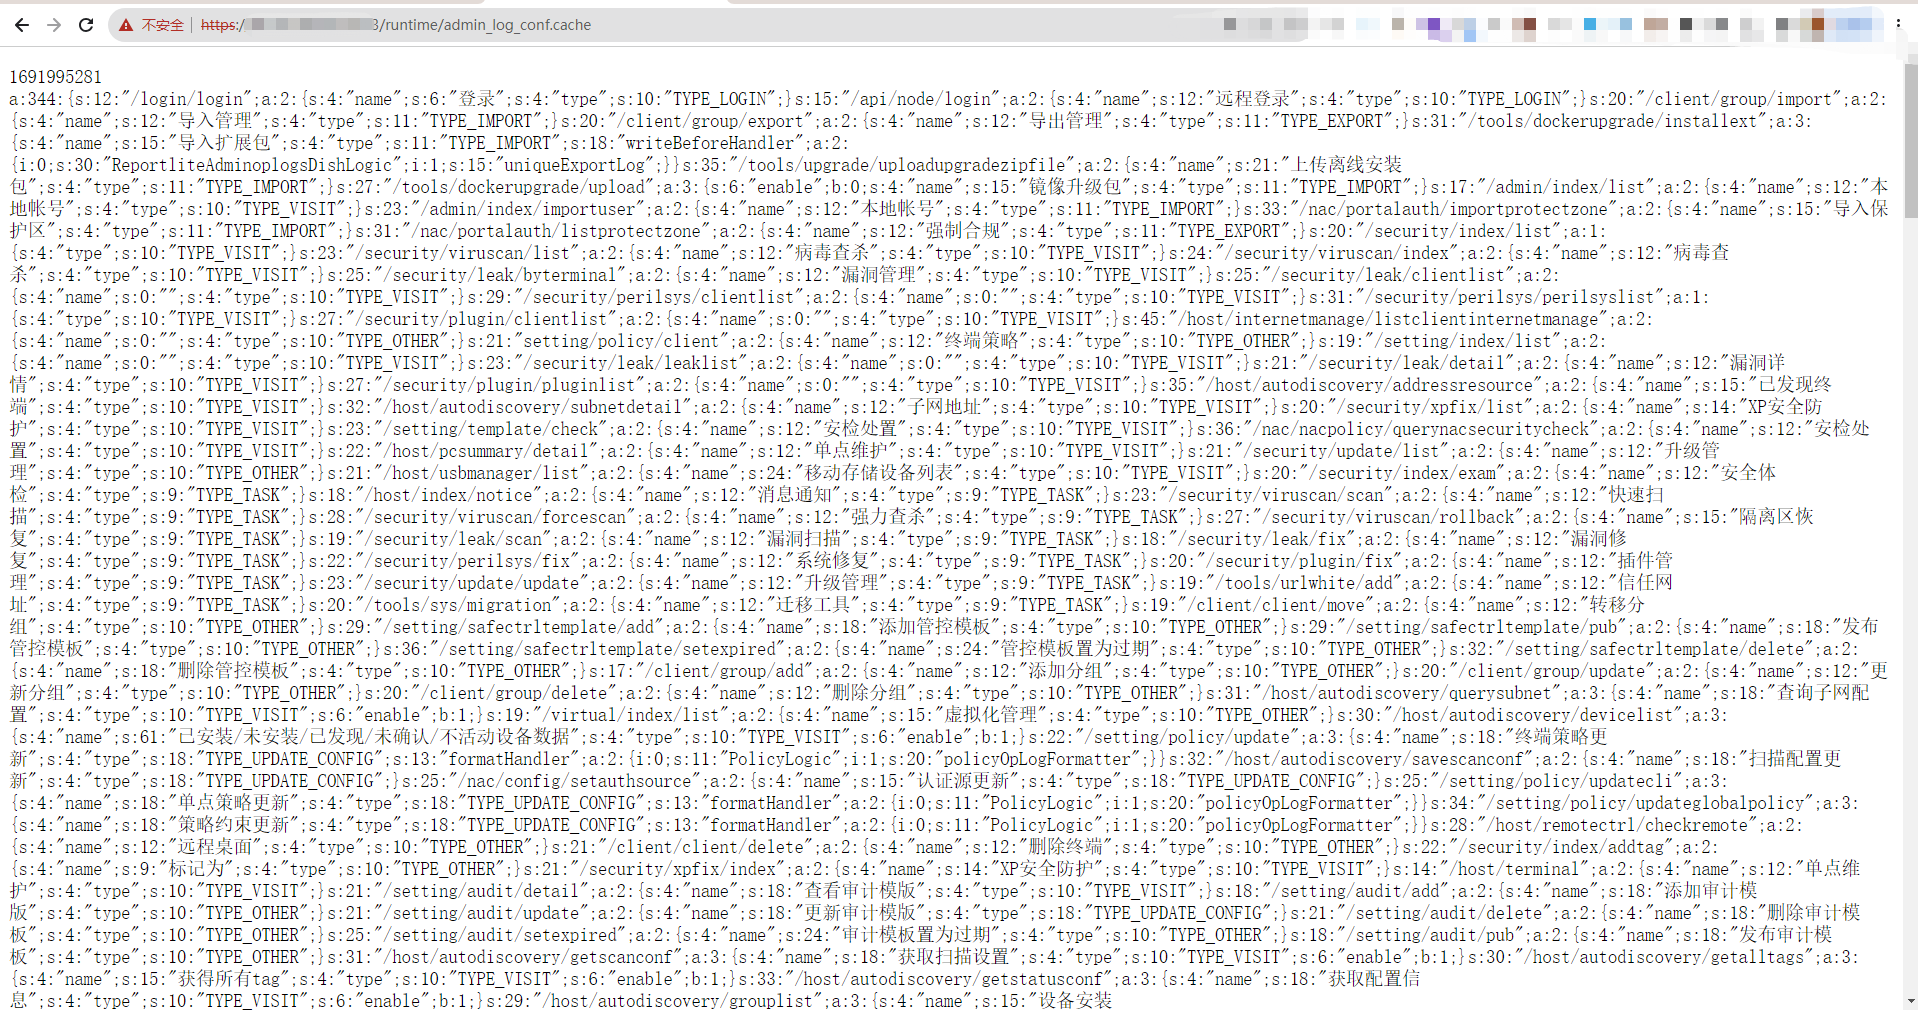 不安全 https:/ 3/runtime/admin_log_conf.cache
1691995281
a:344:{s:12:"/login/login";a:2:{s:4:"name";s:6:"登录";s:4:"type";s:10:"TYPE_LOGIN";}s:15:"/api/node/login";a:2:{s:4:"name";s:12:"远程登录";s:4:"type";s:10:"TYPE_LOGIN";}s:20:"/client/group/import";a:2:
{s:4:"name";s:12:"导入管理";s:4:"type";s:11:"TYPE_IMPORT";}s:20:"/client/group/export";a:2:{s:4:"name";s:12:"导出管理";s:4:"type";s:11:"TYPE_EXPORT";}s:31:"/tools/dockerupgrade/installext";a:3:
{s:4:"name";s:15:"导入扩展包";s:4:"type";s:11:"TYPE_IMPORT";s:18:"writeBeforeHandler";a:2:
{i:0;s:30:"ReportliteAdminoplogsDishLogic";i:1;s:15:"uniqueExportLog";}}s:35:"/tools/upgrade/uploadupgradezipfile";a:2:{s:4:"name";s:21:"上传离线安装
包";s:4:"type";s:11:"TYPE_IMPORT";}s:27:"/tools/dockerupgrade/upload";a:3:{s:6:"enable";b:0;s:4:"name";s:15:"镜像升级包";s:4:"type";s:11:"TYPE_IMPORT";}s:17:"/admin/index/list";a:2:{s:4:"name";s:12:"本
地帐号";s:4:"type";s:10:"TYPE_VISIT";}s:23:"/admin/index/importuser";a:2:{s:4:"name";s:12:"本地帐号";s:4:"type";s:11:"TYPE_IMPORT";}s:33:"/nac/portalauth/importprotectzone";a:2:{s:4:"name";s:15:"导入保
护区";s:4:"type";s:11:"TYPE_IMPORT";}s:31:"/nac/portalauth/listprotectzone";a:2:{s:4:"name";s:12:"强制合规";s:4:"type";s:11:"TYPE_EXPORT";}s:20:"/security/index/list";a:1:
{s:4:"type";s:10:"TYPE_VISIT";}s:23:"/security/viruscan/list";a:2:{s:4:"name";s:12:"病毒查杀";s:4:"type";s:10:"TYPE_VISIT";}s:24:"/security/viruscan/index";a:2:{s:4:"name";s:12:"病毒查
杀";s:4:"type";s:10:"TYPE_VISIT";}s:25:"/security/leak/byterminal";a:2:{s:4:"name";s:12:"漏洞管理";s:4:"type";s:10:"TYPE_VISIT";}s:25:"/security/leak/clientlist";a:2:
{s:4:"name";s:0:"";s:4:"type";s:10:"TYPE_VISIT";}s:29:"/security/perilsys/clientlist";a:2:{s:4:"name";s:0:"";s:4:"type";s:10:"TYPE_VISIT";}s:31:"/security/perilsys/perilsyslist";a:1:
{s:4:"type";s:10:"TYPE_VISIT";}s:27:"/security/plugin/clientlist";a:2:{s:4:"name";s:0:"";s:4:"type";s:10:"TYPE_VISIT";}s:45:"/host/internetmanage/listclientinternetmanage";a:2:
{s:4:"name";s:0:"";s:4:"type";s:10:"TYPE_OTHER";}s:21:"setting/policy/client";a:2:{s:4:"name";s:12:"终端策略";s:4:"type";s:10:"TYPE_OTHER";}s:19:"/setting/index/list";a:2:
{s:4:"name";s:0:"";s:4:"type";s:10:"TYPE_VISIT";}s:23:"/security/leak/leaklist";a:2:{s:4:"name";s:0:"";s:4:"type";s:10:"TYPE_VISIT";}s:21:"/security/leak/detail";a:2:{s:4:"name";s:12:"漏洞详
情";s:4:"type";s:10:"TYPE_VISIT";}s:27:"/security/plugin/pluginlist";a:2:{s:4:"name";s:0:"";s:4:"type";s:10:"TYPE_VISIT";}s:35:"/host/autodiscovery/addressresource";a:2:{s:4:"name";s:15:"已发现终
端";s:4:"type";s:10:"TYPE_VISIT";}s:32:"/host/autodiscovery/subnetdetail";a:2:{s:4:"name";s:12:"子网地址";s:4:"type";s:10:"TYPE_VISIT";}s:20:"/security/xpfix/list";a:2:{s:4:"name";s:14:"XP安全防
护";s:4:"type";s:10:"TYPE_VISIT";}s:23:"/setting/template/check";a:2:{s:4:"name";s:12:"安检处置";s:4:"type";s:10:"TYPE_VISIT";}s:36:"/nac/nacpolicy/querynacsecuritycheck";a:2:{s:4:"name";s:12:"安检处
置";s:4:"type";s:10:"TYPE_VISIT";}s:22:"/host/pcsummary/detail";a:2:{s:4:"name";s:12:"单点维护";s:4:"type";s:10:"TYPE_VISIT";}s:21:"/security/update/list";a:2:{s:4:"name";s:12:"升级管
理";s:4:"type";s:10:"TYPE_OTHER";}s:21:"/host/usbmanager/list";a:2:{s:4:"name";s:24:"移动存储设备列表";s:4:"type";s:10:"TYPE_VISIT";}s:20:"/security/index/exam";a:2:{s:4:"name";s:12:"安全体
检";s:4:"type";s:9:"TYPE_TASK";}s:18:"/host/index/notice";a:2:{s:4:"name";s:12:"消息通知";s:4:"type";s:9:"TYPE_TASK";}s:23:"/security/viruscan/scan";a:2:{s:4:"name";s:12:"快速扫
描";s:4:"type";s:9:"TYPE_TASK";}s:28:"/security/viruscan/forcescan";a:2:{s:4:"name";s:12:"强力查杀";s:4:"type";s:9:"TYPE_TASK";}s:27:"/security/viruscan/rollback";a:2:{s:4:"name";s:15:"隔离区恢
复";s:4:"type";s:9:"TYPE_TASK";}s:19:"/security/leak/scan";a:2:{s:4:"name";s:12:"漏洞扫描";s:4:"type";s:9:"TYPE_TASK";}s:18:"/security/leak/fix";a:2:{s:4:"name";s:12:"漏洞修
复";s:4:"type";s:9:"TYPE_TASK";}s:22:"/security/perilsys/fix";a:2:{s:4:"name";s:12:"系统修复";s:4:"type";s:9:"TYPE_TASK";}s:20:"/security/plugin/fix";a:2:{s:4:"name";s:12:"插件管
理";s:4:"type";s:9:"TYPE_TASK";}s:23:"/security/update/update";a:2:{s:4:"name";s:12:"升级管理";s:4:"type";s:9:"TYPE_TASK";}s:19:"/tools/urlwhite/add";a:2:{s:4:"name";s:12:"信任网
址";s:4:"type";s:9:"TYPE_TASK";}s:20:"/tools/sys/migration";a:2:{s:4:"name";s:12:"迁移工具";s:4:"type";s:9:"TYPE_TASK";}s:19:"/client/client/move";a:2:{s:4:"name";s:12:"转移分
组";s:4:"type";s:10:"TYPE_OTHER";}s:29:"/setting/safectrltemplate/add";a:2:{s:4:"name";s:18:"添加管控模板";s:4:"type";s:10:"TYPE_OTHER";}s:29:"/setting/safectrltemplate/pub";a:2:{s:4:"name";s:18:"发布
管控模板";s:4:"type";s:10:"TYPE_OTHER";}s:36:"/setting/safectrltemplate/setexpired";a:2:{s:4:"name";s:24:"管控模板置为过期";s:4:"type";s:10:"TYPE_OTHER";}s:32:"/setting/safectrltemplate/delete";a:2:
{s:4:"name";s:18:"删除管控模板";s:4:"type";s:10:"TYPE_OTHER";}s:17:"/client/group/add";a:2:{s:4:"name";s:12:"添加分组";s:4:"type";s:10:"TYPE_OTHER";}s:20:"/client/group/update";a:2:{s:4:"name";s:12:"更
新分组";s:4:"type";s:10:"TYPE_OTHER";}s:20:"/client/group/delete";a:2:{s:4:"name";s:12:"删除分组";s:4:"type";s:10:"TYPE_OTHER";}s:31:"/host/autodiscovery/querysubnet";a:3:{s:4:"name";s:18:"查询子网配
置";s:4:"type";s:10:"TYPE_VISIT";s:6:"enable";b:1;}s:19:"/virtual/index/list";a:2:{s:4:"name";s:15:"虚拟化管理";s:4:"type";s:10:"TYPE_OTHER";}s:30:"/host/autodiscovery/devicelist";a:3:
{s:4:"name";s:61:"已安装/未安装/已发现/未确认/不活动设备数据";s:4:"type";s:10:"TYPE_VISIT";s:6:"enable";b:1;}s:22:"/setting/policy/update";a:3:{s:4:"name";s:18:"终端策略更
新";s:4:"type";s:18:"TYPE_UPDATE_CONFIG";s:13:"formatHandler";a:2:{i:0;s:11:"PolicyLogic";i:1;s:20:"policyOpLogFormatter";}}s:32:"/host/autodiscovery/savescanconf";a:2:{s:4:"name";s:18:"扫描配置更
新";s:4:"type";s:18:"TYPE_UPDATE_CONFIG";}s:25:"/nac/config/setauthsource";a:2:{s:4:"name";s:15:"认证源更新";s:4:"type";s:18:"TYPE_UPDATE_CONFIG";}s:25:"/setting/policy/updatecli";a:3:
{s:4:"name";s:18:"单点策略更新";s:4:"type";s:18:"TYPE_UPDATE_CONFIG";s:13:"formatHandler";a:2:{i:0;s:11:"PolicyLogic";i:1;s:20:"policyOpLogFormatter";}}s:34:"/setting/policy/updateglobalpolicy";a:3:
{s:4:"name";s:18:"策略约束更新";s:4:"type";s:18:"TYPE_UPDATE_CONFIG";s:13:"formatHandler";a:2:{i:0;s:11:"PolicyLogic";i:1;s:20:"policyOpLogFormatter";}}s:28:"/host/remotectrl/checkremote";a:2:
{s:4:"name";s:12:"远程桌面";s:4:"type";s:10:"TYPE_OTHER";}s:21:"/client/client/delete";a:2:{s:4:"name";s:12:"删除终端";s:4:"type";s:10:"TYPE_OTHER";}s:22:"/security/index/addtag";a:2:
{s:4:"name";s:9:"标记为";s:4:"type";s:10:"TYPE_OTHER";}s:21:"/security/xpfix/index";a:2:{s:4:"name";s:14:"XP安全防护";s:4:"type";s:10:"TYPE_VISIT";}s:14:"/host/terminal";a:2:{s:4:"name";s:12:"单点维
护";s:4:"type";s:10:"TYPE_VISIT";}s:21:"/setting/audit/detail";a:2:{s:4:"name";s:18:"查看审计模版";s:4:"type";s:10:"TYPE_VISIT";}s:18:"/setting/audit/add";a:2:{s:4:"name";s:18:"添加审计模
版";s:4:"type";s:10:"TYPE_OTHER";}s:21:"/setting/audit/update";a:2:{s:4:"name";s:18:"更新审计模版";s:4:"type";s:18:"TYPE_UPDATE_CONFIG";}s:21:"/setting/audit/delete";a:2:{s:4:"name";s:18:"删除审计模
板";s:4:"type";s:10:"TYPE_OTHER";}s:25:"/setting/audit/setexpired";a:2:{s:4:"name";s:24:"审计模板置为过期";s:4:"type";s:10:"TYPE_OTHER";}s:18:"/setting/audit/pub";a:2:{s:4:"name";s:18:"发布审计模
板";s:4:"type";s:10:"TYPE_OTHER";}s:31:"/host/autodiscovery/getscanconf";a:3:{s:4:"name";s:18:"获取扫描设置";s:4:"type";s:10:"TYPE_VISIT";s:6:"enable";b:1;}s:30:"/host/autodiscovery/getalltags";a:3:
{s:4:"name";s:15:"获得所有tag";s:4:"type";s:10:"TYPE_VISIT";s:6:"enable";b:1;}s:33:"/host/autodiscovery/getstatusconf";a:3:{s:4:"name";s:18:"获取配置信
息";s:4:"type";s:10:"TYPE_VISIT";s:6:"enable";b:1;}s:29:"/host/autodiscovery/grouplist";a:3:{s:4:"name";s:15:"设备安装